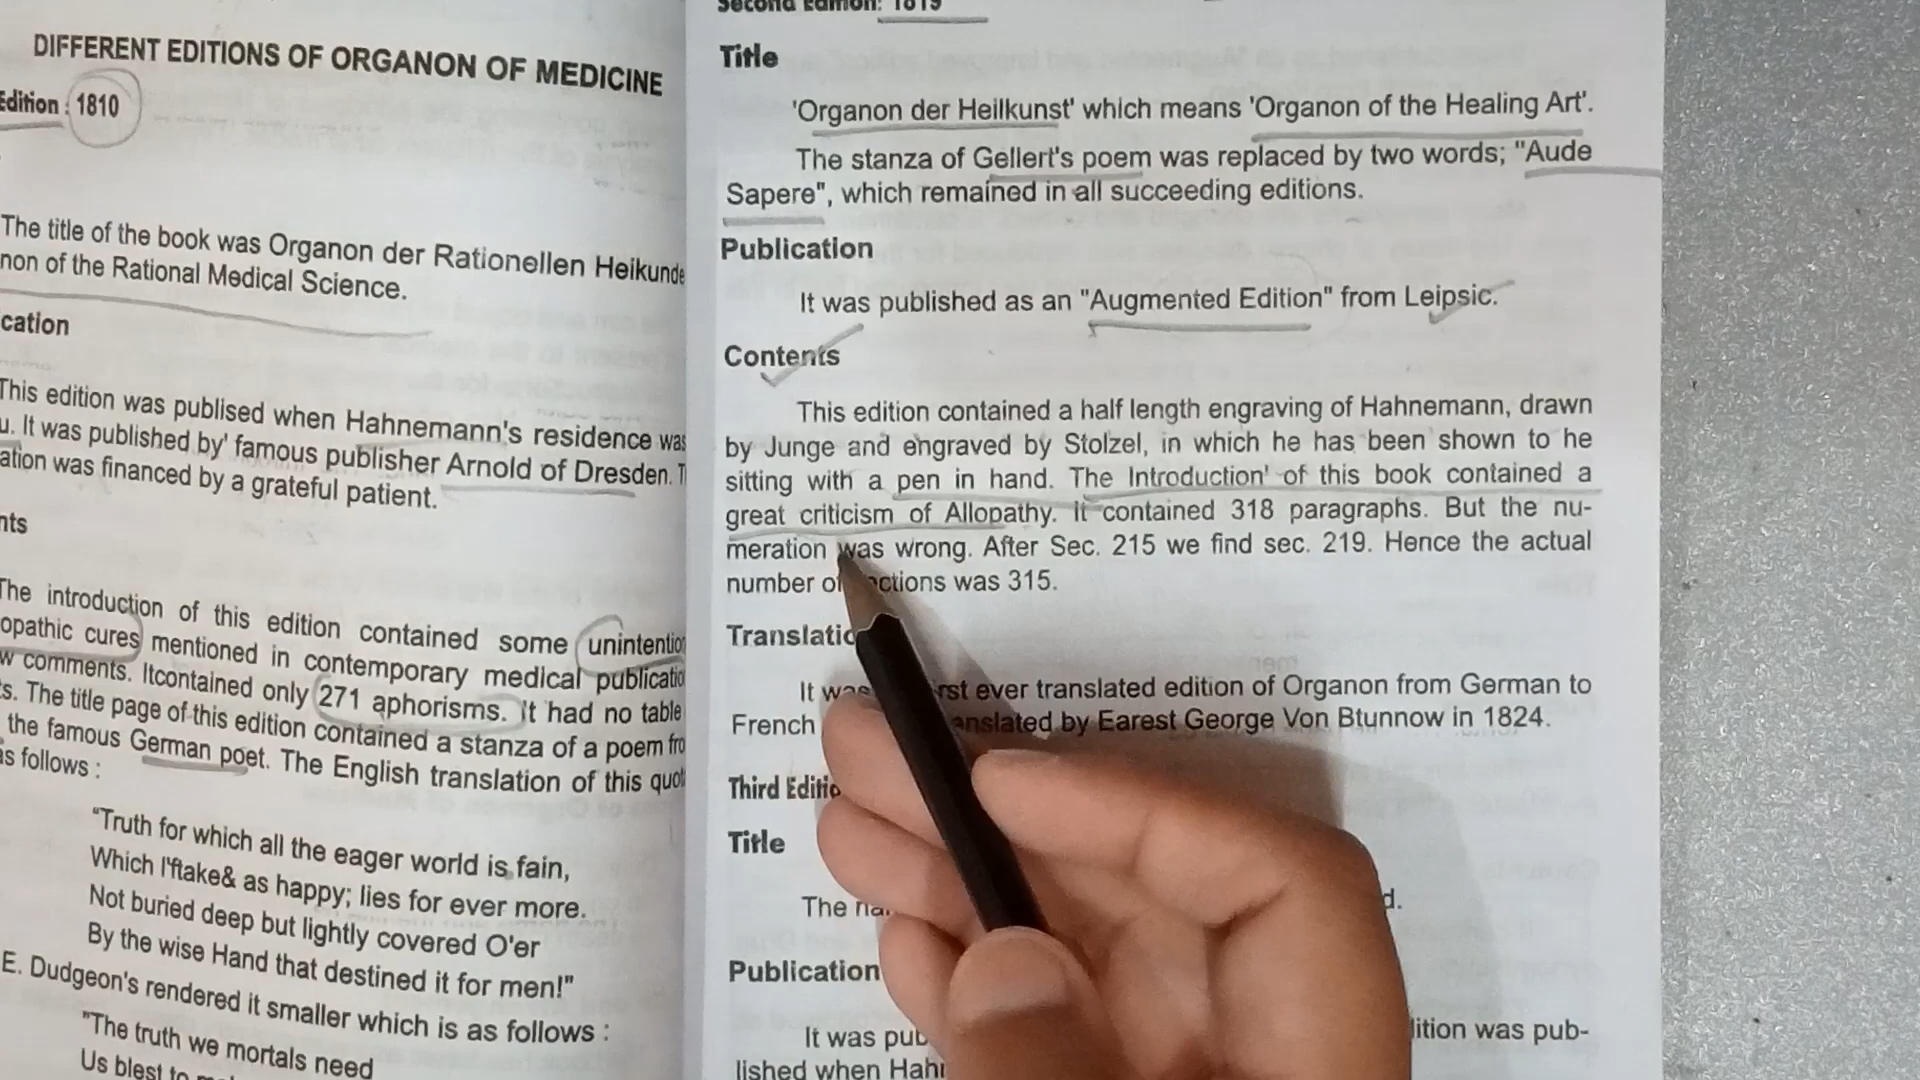 DIFFERENT EDITIONS OF ORGANON OF MEDICINE
Edition : 1810
The title of the book was Organon der Rationellen Heikunde
non of the Rational Medical Science.
cation
This edition was publised when Hahnemann's residence was
u. It was published by' famous publisher Arnold of Dresden. T
ation was financed by a grateful patient.
nts
The introduction of this edition contained some unintention
opathic cures mentioned in contemporary medical publicatio
w comments. Itcontained only 271 aphorisms. it had no table
s. The title page of this edition contained a stanza of a poem fro
the famous German poet. The English translation of this quot
as follows :
"Truth for which all the eager world is fain,
Which l'ftake& as happy; lies for ever more.
Not buried deep but lightly covered O'er
By the wise Hand that destined it for men!"
E. Dudgeon's rendered it smaller which is as follows :
"The truth we mortals need
Us blest to
Second Edition: 1819
Title
'Organon der Heilkunst' which means 'Organon of the Healing Art'.
The stanza of Gellert's poem was replaced by two words; "Aude
Sapere", which remained in all succeeding editions.
Publication
It was published as an "Augmented Edition" from Leipsic.
Contents
This edition contained a half length engraving of Hahnemann, drawn
by Junge and engraved by Stolzel, in which he has been shown to he
sitting with a pen in hand. The Introduction' of this book contained a
great criticism of Allopathy. It contained 318 paragraphs. But the nu-
meration was wrong. After Sec. 215 we find sec. 219. Hence the actual
number of ctions was 315.
Translatio
It was rst ever translated edition of Organon from German to
French anslated by Earest George Von Btunnow in 1824.
Third Editio
Title
The na d.
Publication
It was pub lition was pub-
lished when Hahn